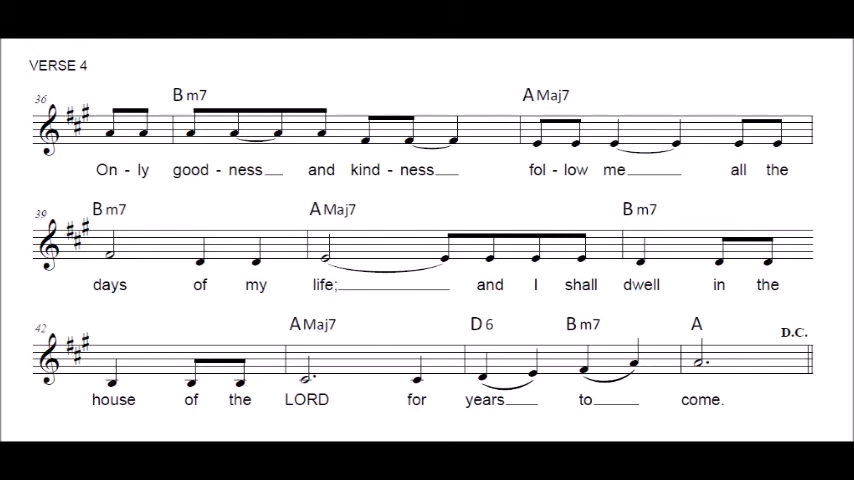 VERSE 4
36 Bm7 AMaj7
On - ly good - ness and kind - ness fol - low me all the
39 Bm7 AMaj7 Bm7
days of my life; and I shall dwell in the
42 AMaj7 D6 Bm7 A D.C.
house of the LORD for years to come.